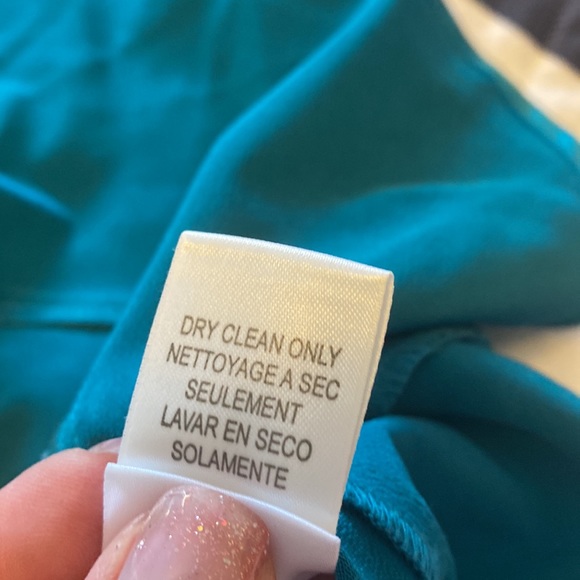 DRY CLEAN ONLY
NETTOYAGE A SEC
SEULEMENT
LAVAR EN SECO
SOLAMENTE